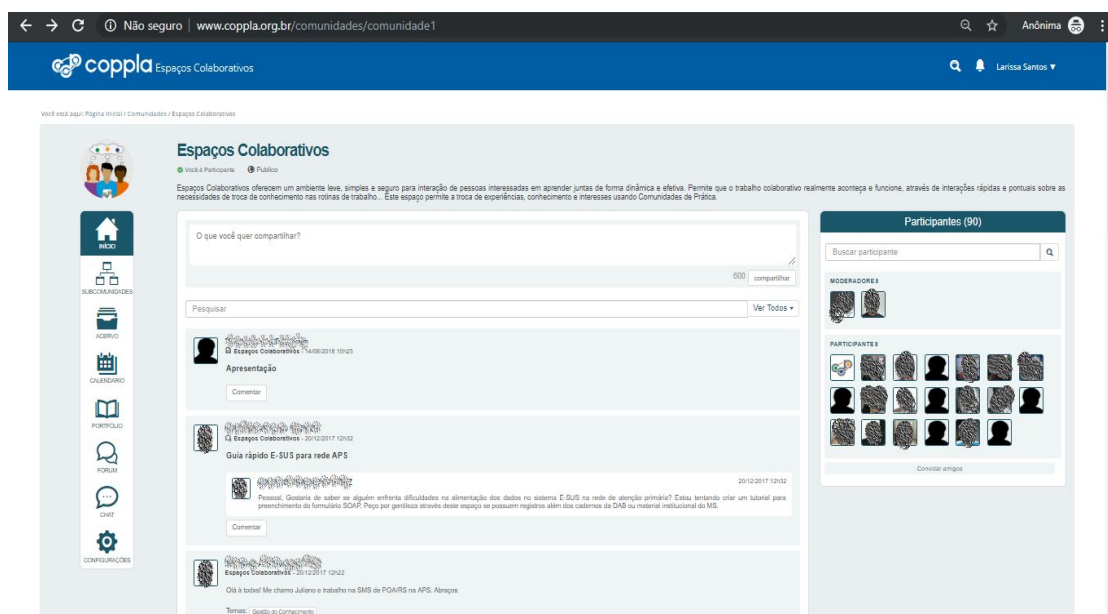 Não seguro | www.coppla.org.br/comunidades/comunidade1
Anônima
coppla Espaços Colaborativos
Larissa Santos
Você está aqui: Página Inicial / Comunidades / Espaços Colaborativos
Espaços Colaborativos
Você é Participante Público
Espaços Colaborativos oferecem um ambiente leve, simples e seguro para interação de pessoas interessadas em aprender juntas de forma dinâmica e efetiva. Permite que o trabalho colaborativo realmente aconteça e funcione, através de interações rápidas e pontuais sobre as
necessidades de troca de conhecimento nas rotinas de trabalho... Este espaço permite a troca de experiências, conhecimento e interesses usando Comunidades de Prática.
INÍCIO
SUBCOMUNIDADES
ACERVO
CALENDÁRIO
PORTFOLIO
FORUM
CHAT
CONFIGURAÇÕES
O que você quer compartilhar?
600 compartilhar
Pesquisar
Ver Todos
Espaços Colaborativos - 14/08/2018 10h25
Apresentação
Comentar
Espaços Colaborativos - 20/12/2017 12h32
Guia rápido E-SUS para rede APS
20/12/2017 12h32
Pessoal, Gostaria de saber se alguém enfrenta dificuldades na alimentação dos dados no sistema E-SUS na rede de atenção primária? Estou tentando criar um tutorial para
preenchimento do formulário SOAP. Peço por gentileza através deste espaço se possuem registros além dos cadernos da DAB ou material institucional do MS.
Comentar
Espaços Colaborativos - 20/12/2017 12h22
Olá à todos! Me chamo Juliano e trabalho na SMS de POA/RS na APS. Abraços
Temas: Gestão do Conhecimento
Participantes (90)
Buscar participante
MODERADORES
PARTICIPANTES
Convidar amigos